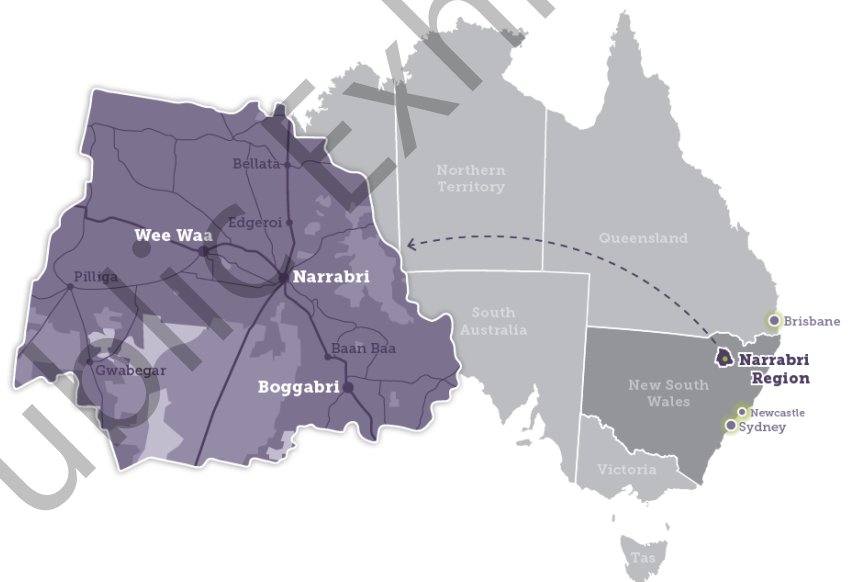 Bellata
Edgeroi
Wee Waa
Pilliga
Narrabri
Baan Baa
Gwabegar
Boggabri
Northern
Territory
Queensland
South
Australia
Brisbane
Narrabri
Region
New South
Wales
Newcastle
Sydney
Victoria
Tas